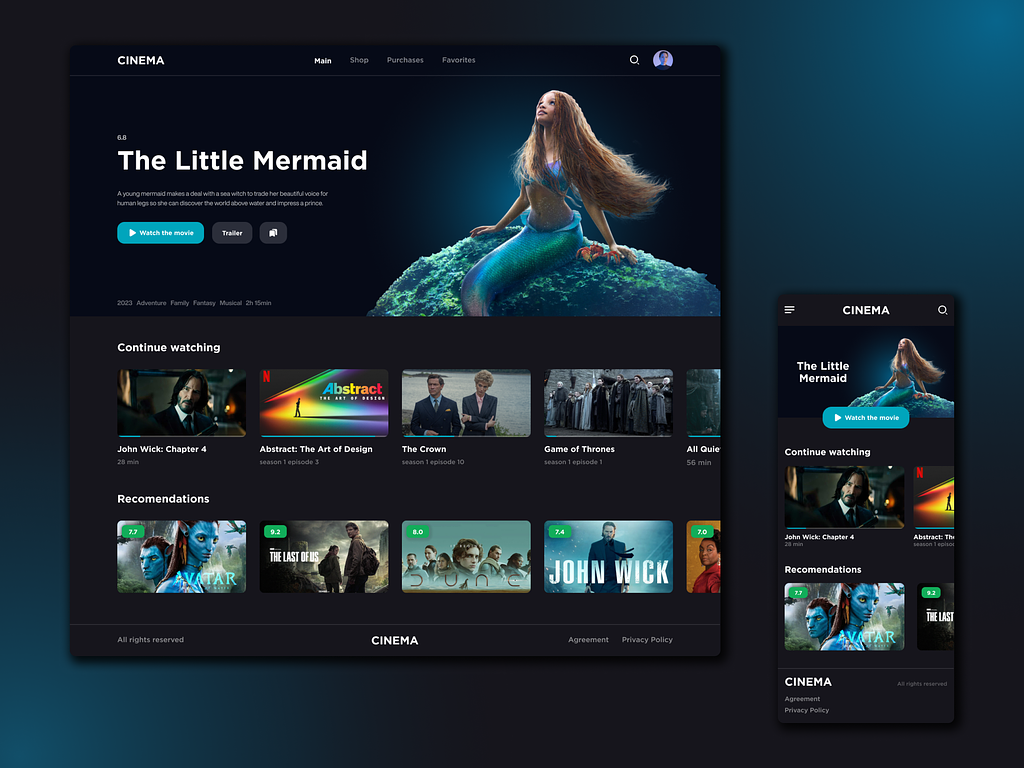 CINEMA
Main Shop Purchases Favorites
6.8
The Little Mermaid
A young mermaid makes a deal with a sea witch to trade her beautiful voice for
human legs so she can discover the world above water and impress a prince.
Watch the movie Trailer
2023 Adventure Family Fantasy Musical 2h 15min
Continue watching
N
Abstract
THE ART OF DESIGN
John Wick: Chapter 4
28 min
Abstract: The Art of Design
season 1 episode 3
The Crown
season 1 episode 10
Game of Thrones
season 1 episode 1
All Quie
56 min
Recomendations
7.7
AVATAR
9.2
THE LAST OF US
8.0
DUNE
7.4
JOHN WICK
7.0
All rights reserved
CINEMA
Agreement Privacy Policy
CINEMA
The Little
Mermaid
Watch the movie
Continue watching
N
John Wick: Chapter 4
28 min
Abstract: Th
season 1 episo
Recomendations
7.7
AVATAR
9.2
THE LAST
CINEMA
All rights reserved
Agreement
Privacy Policy